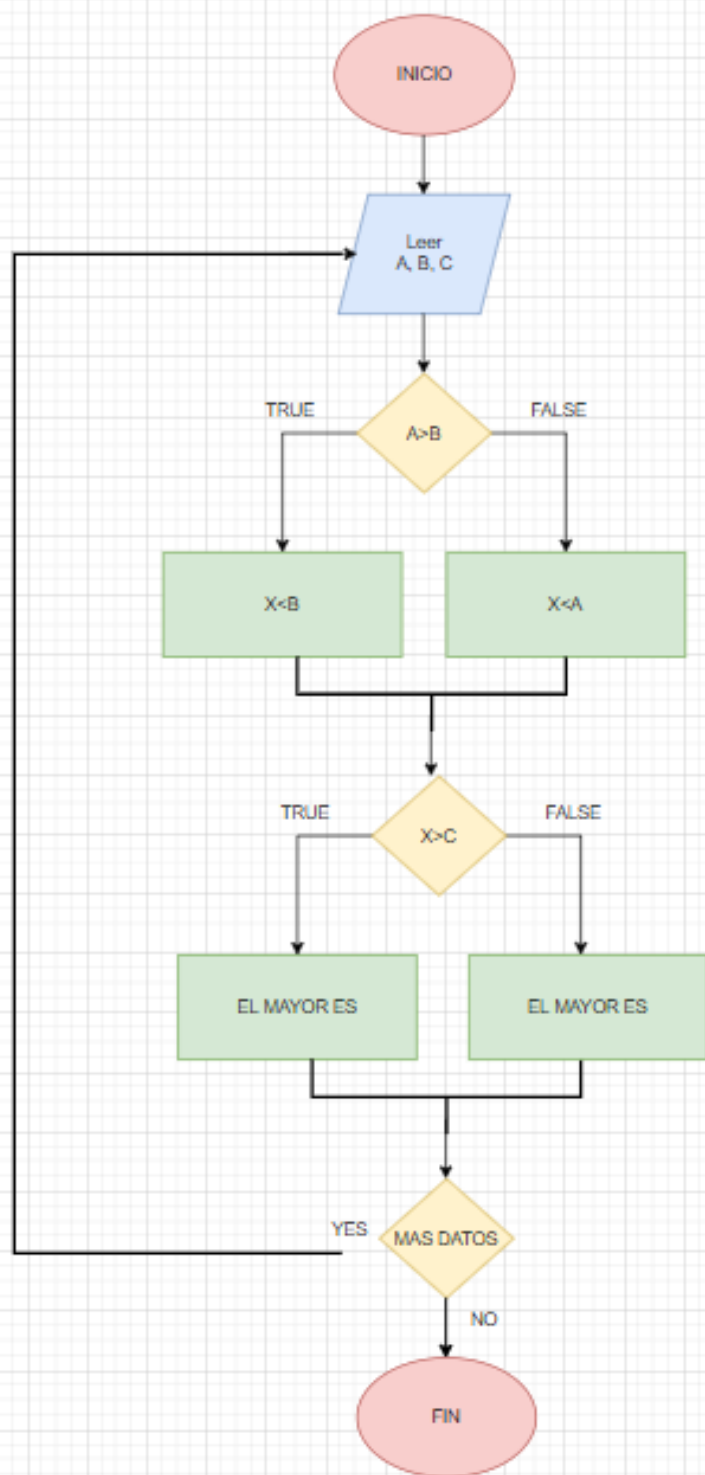 INICIO
Leer
A, B, C
TRUE
FALSE
A>B
X<B
X<A
TRUE
FALSE
X>C
EL MAYOR ES
EL MAYOR ES
YES
MAS DATOS
NO
FIN